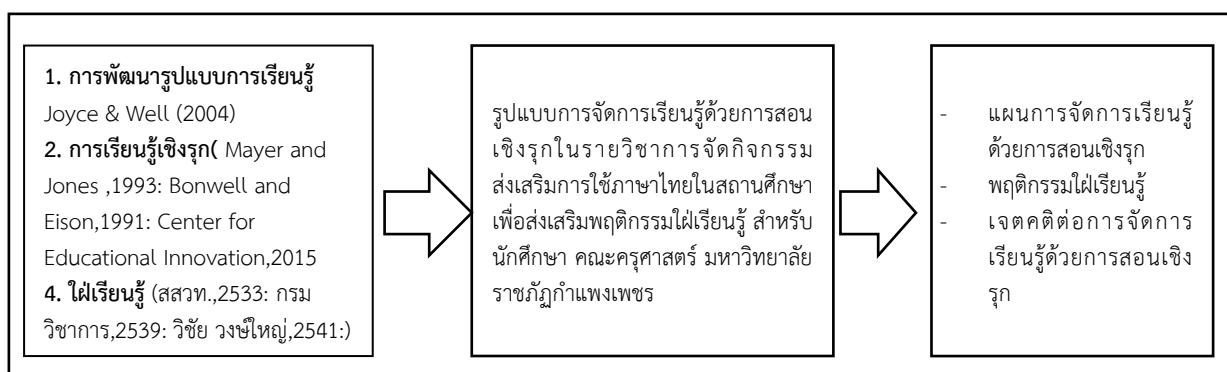 1. การพัฒนารูปแบบการเรียนรู้
Joyce & Well (2004)
2. การเรียนรู้เชิงรุก( Mayer and
Jones ,1993: Bonwell and
Eison,1991: Center for
Educational Innovation,2015
4. ใฝ่เรียนรู้ (สสวท.,2533: กรม
วิชาการ,2539: วิชัย วงษ์ใหญ่,2541:)
รูปแบบการจัดการเรียนรู้ด้วยการสอน
เชิงรุกในรายวิชาการจัดกิจกรรม
ส่งเสริมการใช้ภาษาไทยในสถานศึกษา
เพื่อส่งเสริมพฤติกรรมใฝ่เรียนรู้ สำหรับ
นักศึกษา คณะครุศาสตร์ มหาวิทยาลัย
ราชภัฏกำแพงเพชร
- แผนการจัดการเรียนรู้
ด้วยการสอนเชิงรุก
- พฤติกรรมใฝ่เรียนรู้
- เจตคติต่อการจัดการ
เรียนรู้ด้วยการสอนเชิง
รุก